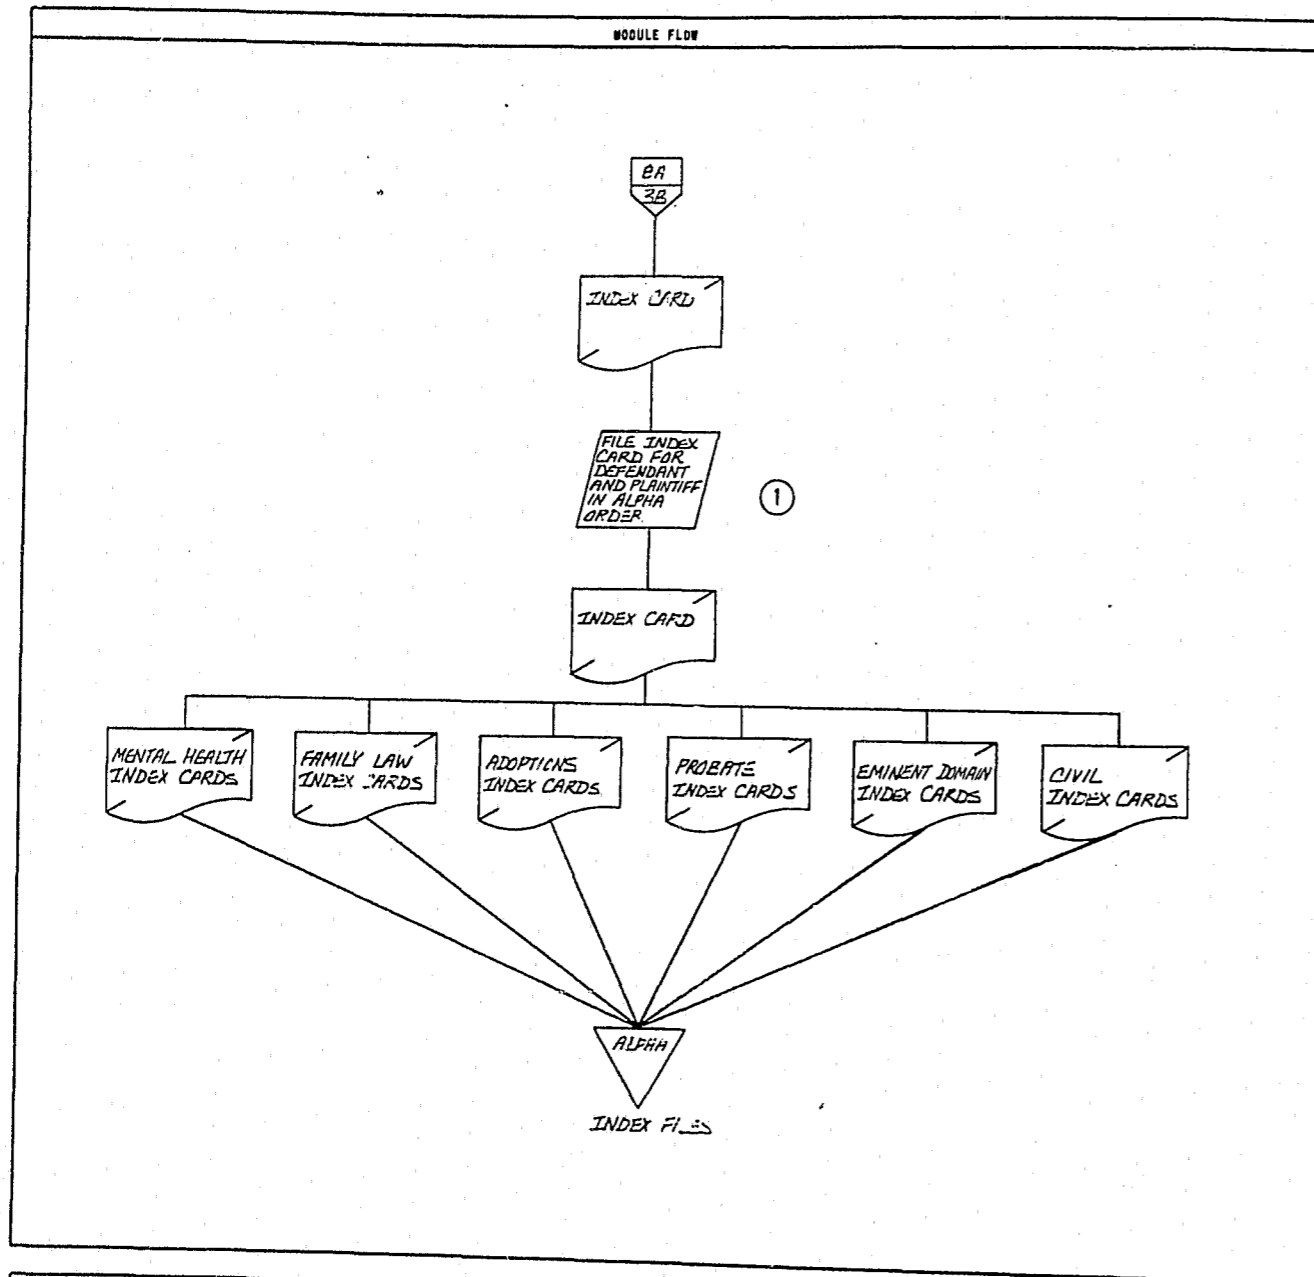 MODULE FLOW
3B
INDEX CARD
FILE INDEX
CARD FOR
DEFENDANT
AND PLAINTIFF
IN ALPHA
ORDER
1
INDEX CARD
MENTAL HEALTH
INDEX CARDS
FAMILY LAW
INDEX CARDS
ADOPTIONS
INDEX CARDS
PROBATE
INDEX CARDS
EMINENT DOMAIN
INDEX CARDS
CIVIL
INDEX CARDS
ALPHA
INDEX FILES